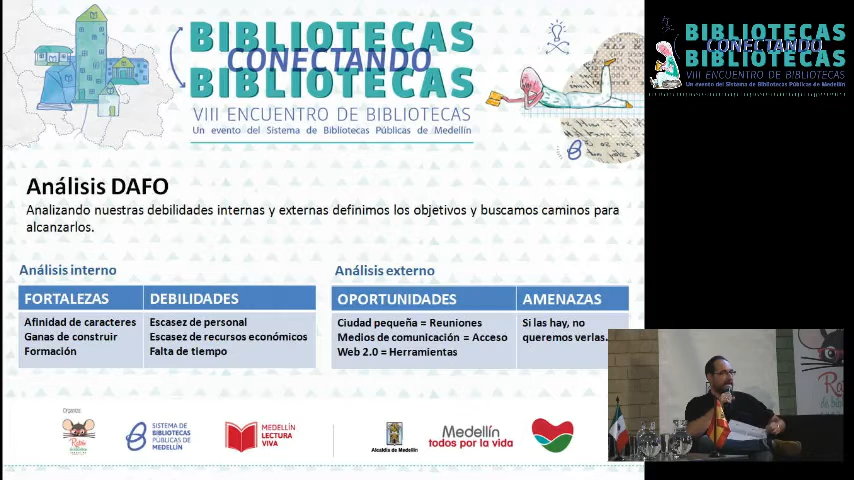 BIBLIOTECAS
CONECTANDO
BIBLIOTECAS
VIII ENCUENTRO DE BIBLIOTECAS
Un evento del Sistema de Bibliotecas Públicas de Medellín
BIBLIOTECAS
CONECTANDO
BIBLIOTECAS
VIII ENCUENTRO DE BIBLIOTECAS
Un evento del Sistema de Bibliotecas Públicas de Medellín
Análisis DAFO
Analizando nuestras debilidades internas y externas definimos los objetivos y buscamos caminos para
alcanzarlos.
Análisis interno
FORTALEZAS DEBILIDADES
Afinidad de caracteres Escasez de personal
Ganas de construir Escasez de recursos económicos
Formación Falta de tiempo
Análisis externo
OPORTUNIDADES AMENAZAS
Ciudad pequeña = Reuniones Si las hay, no
Medios de comunicación = Acceso queremos verlas.
Web 2.0 = Herramientas
Organiza:
SISTEMA DE
BIBLIOTECAS
PÚBLICAS DE
MEDELLÍN
MEDELLÍN
LECTURA
VIVA
Alcaldía de Medellín
Medellín
todos por la vida